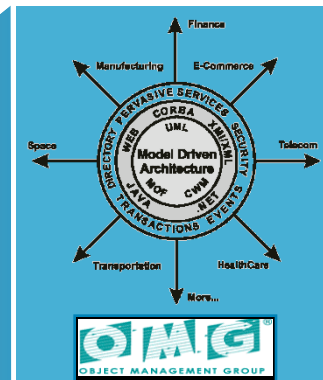 Finance
Manufacturing
E-Commerce
Space
Telecom
Transportation
HealthCare
More...
PERVASIVE SERVICES
SECURITY
EVENTS
TRANSACTIONS
DIRECTORY
CORBA
XMI/XML
.NET
JAVA
WEB
UML
Model Driven
Architecture
MOF
CWM
OMG®
OBJECT MANAGEMENT GROUP